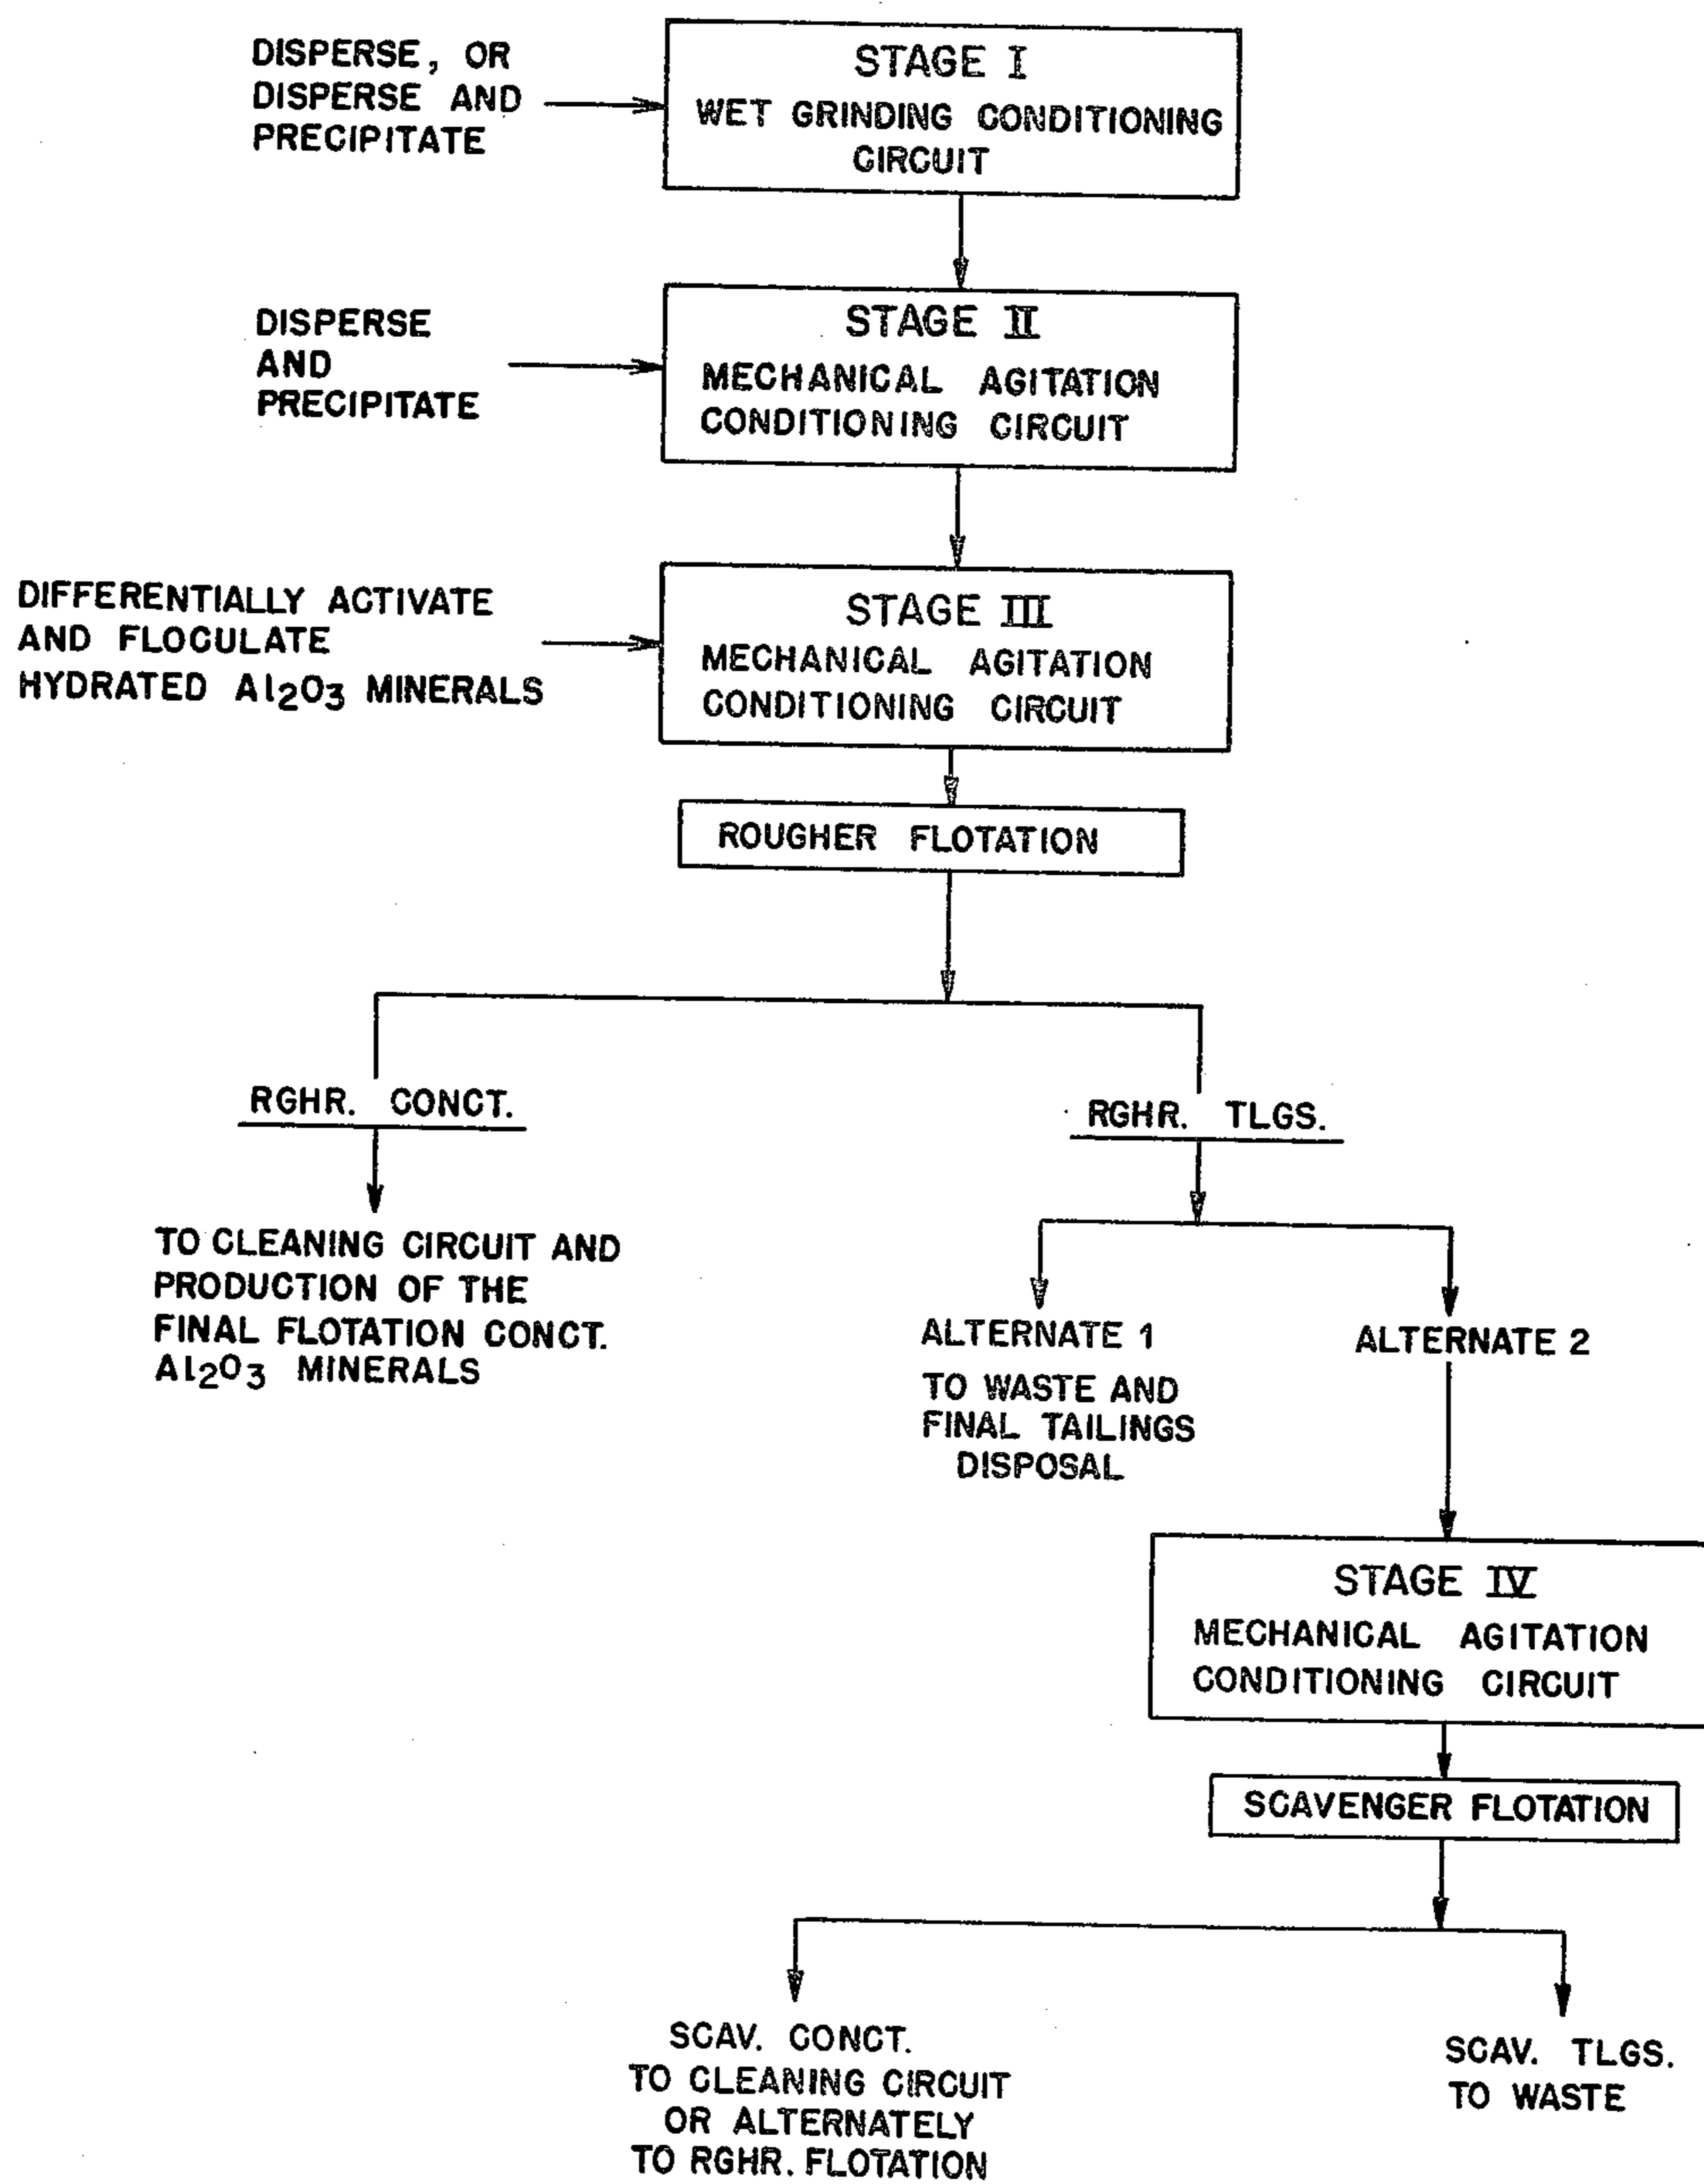 DISPERSE, OR
DISPERSE AND
PRECIPITATE
STAGE I
WET GRINDING CONDITIONING
CIRCUIT
DISPERSE
AND
PRECIPITATE
STAGE II
MECHANICAL AGITATION
CONDITIONING CIRCUIT
DIFFERENTIALLY ACTIVATE
AND FLOCULATE
HYDRATED Al2O3 MINERALS
STAGE III
MECHANICAL AGITATION
CONDITIONING CIRCUIT
ROUGHER FLOTATION
RGHR. CONCT.
RGHR. TLGS.
TO CLEANING CIRCUIT AND
PRODUCTION OF THE
FINAL FLOTATION CONCT.
Al2O3 MINERALS
ALTERNATE 1
TO WASTE AND
FINAL TAILINGS
DISPOSAL
ALTERNATE 2
STAGE IV
MECHANICAL AGITATION
CONDITIONING CIRCUIT
SCAVENGER FLOTATION
SCAV. CONCT.
TO CLEANING CIRCUIT
OR ALTERNATELY
TO RGHR. FLOTATION
SCAV. TLGS.
TO WASTE